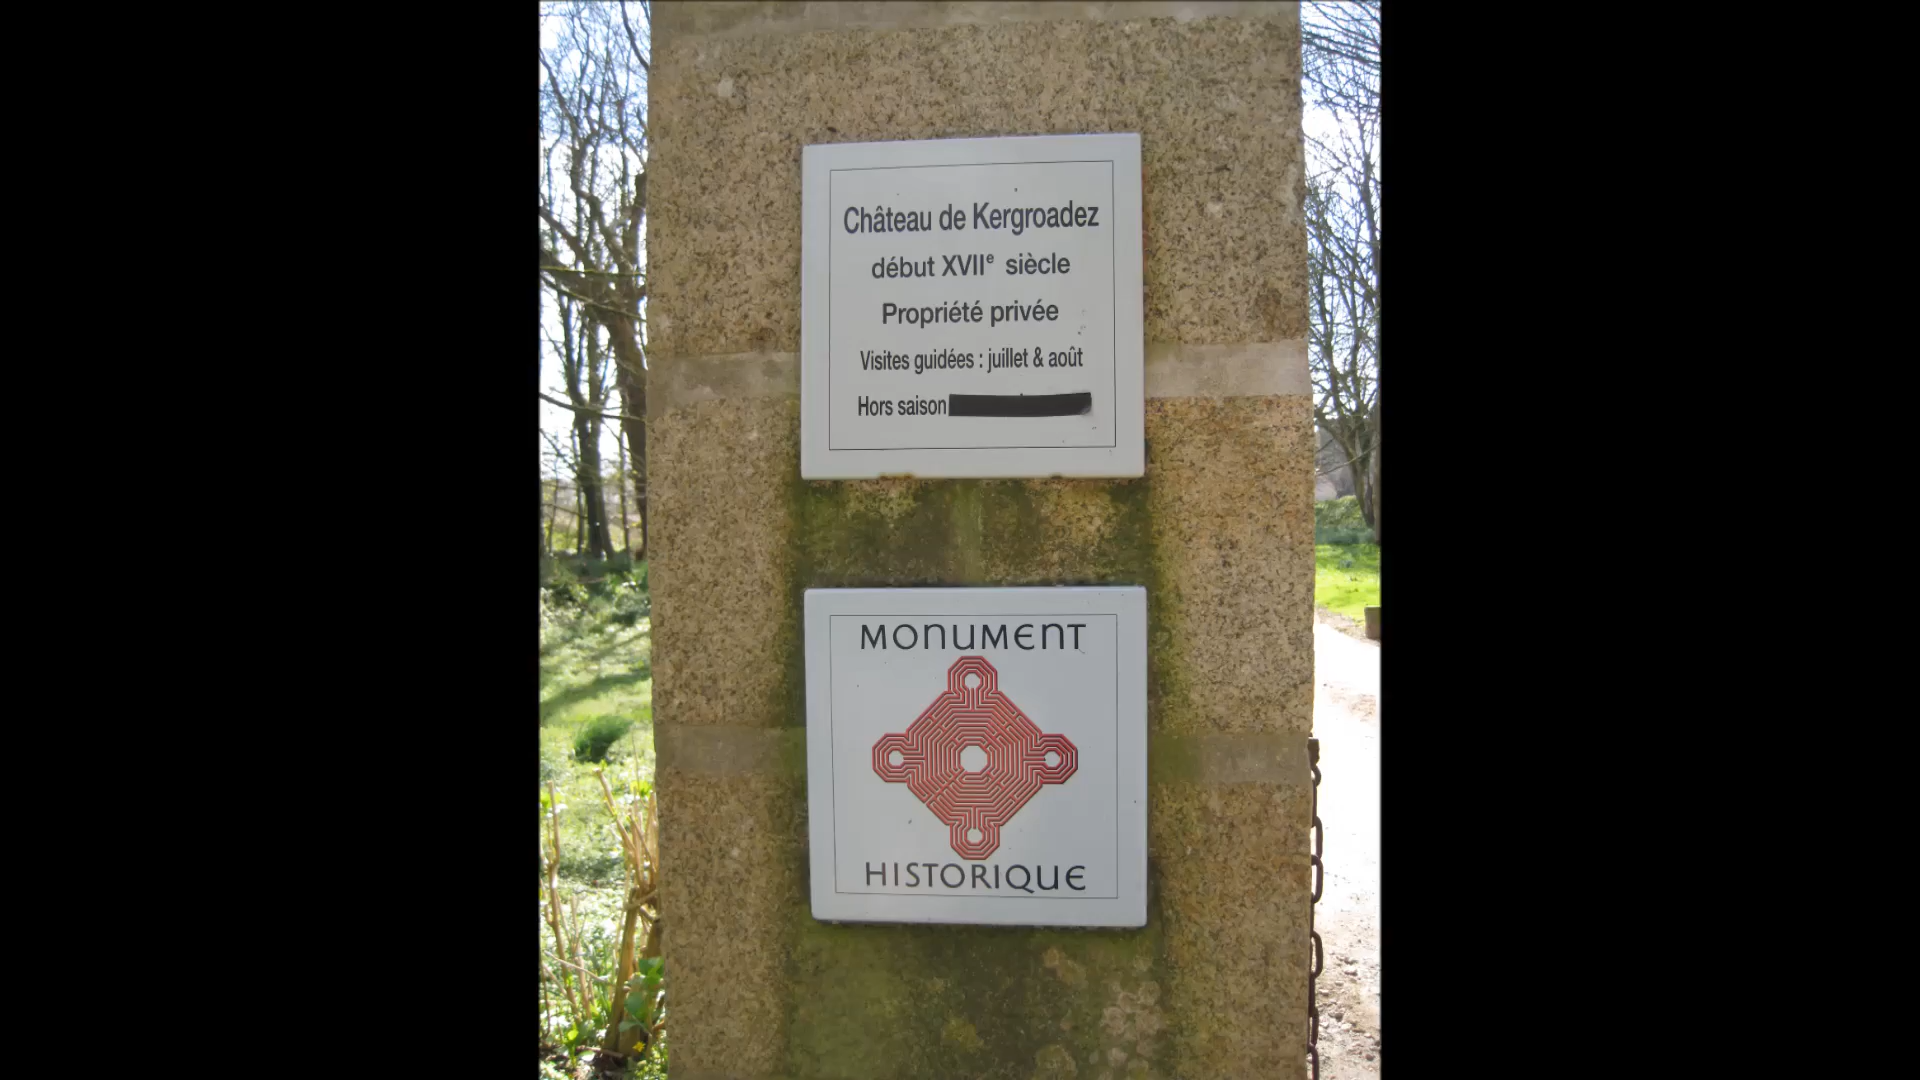 Château de Kergroadez
début XVIIe siècle
Propriété privée
Visites guidées : juillet & août
Hors saison
MONUMENT
HISTORIQUE